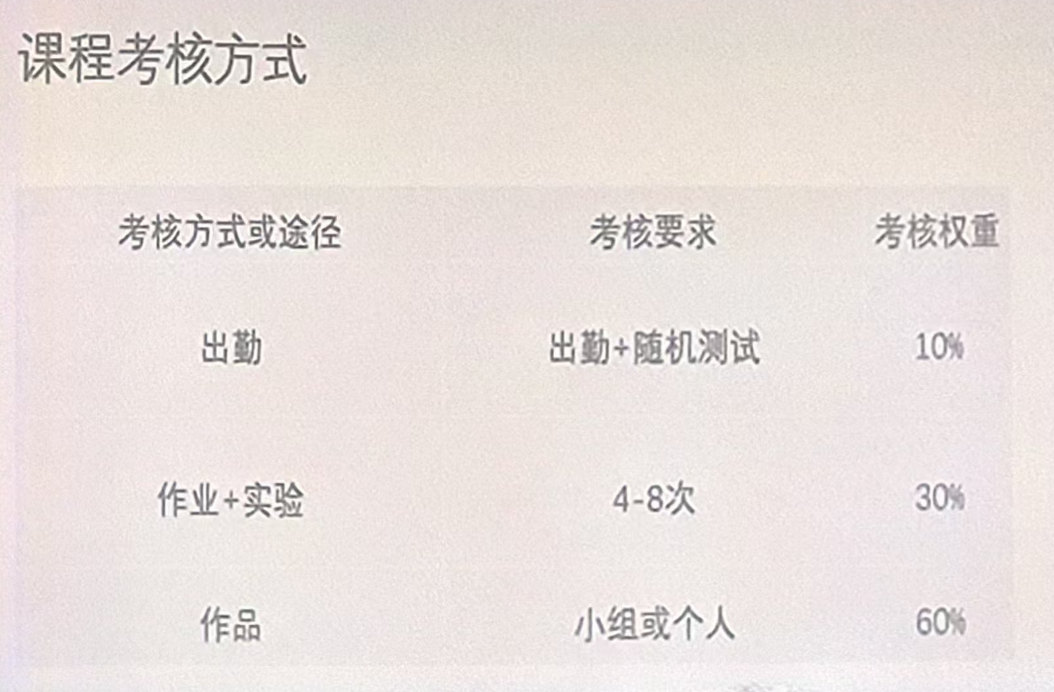 课程考核方式
考核方式或途径 考核要求 考核权重
出勤 出勤+随机测试 10%
作业+实验 4-8次 30%
作品 小组或个人 60%